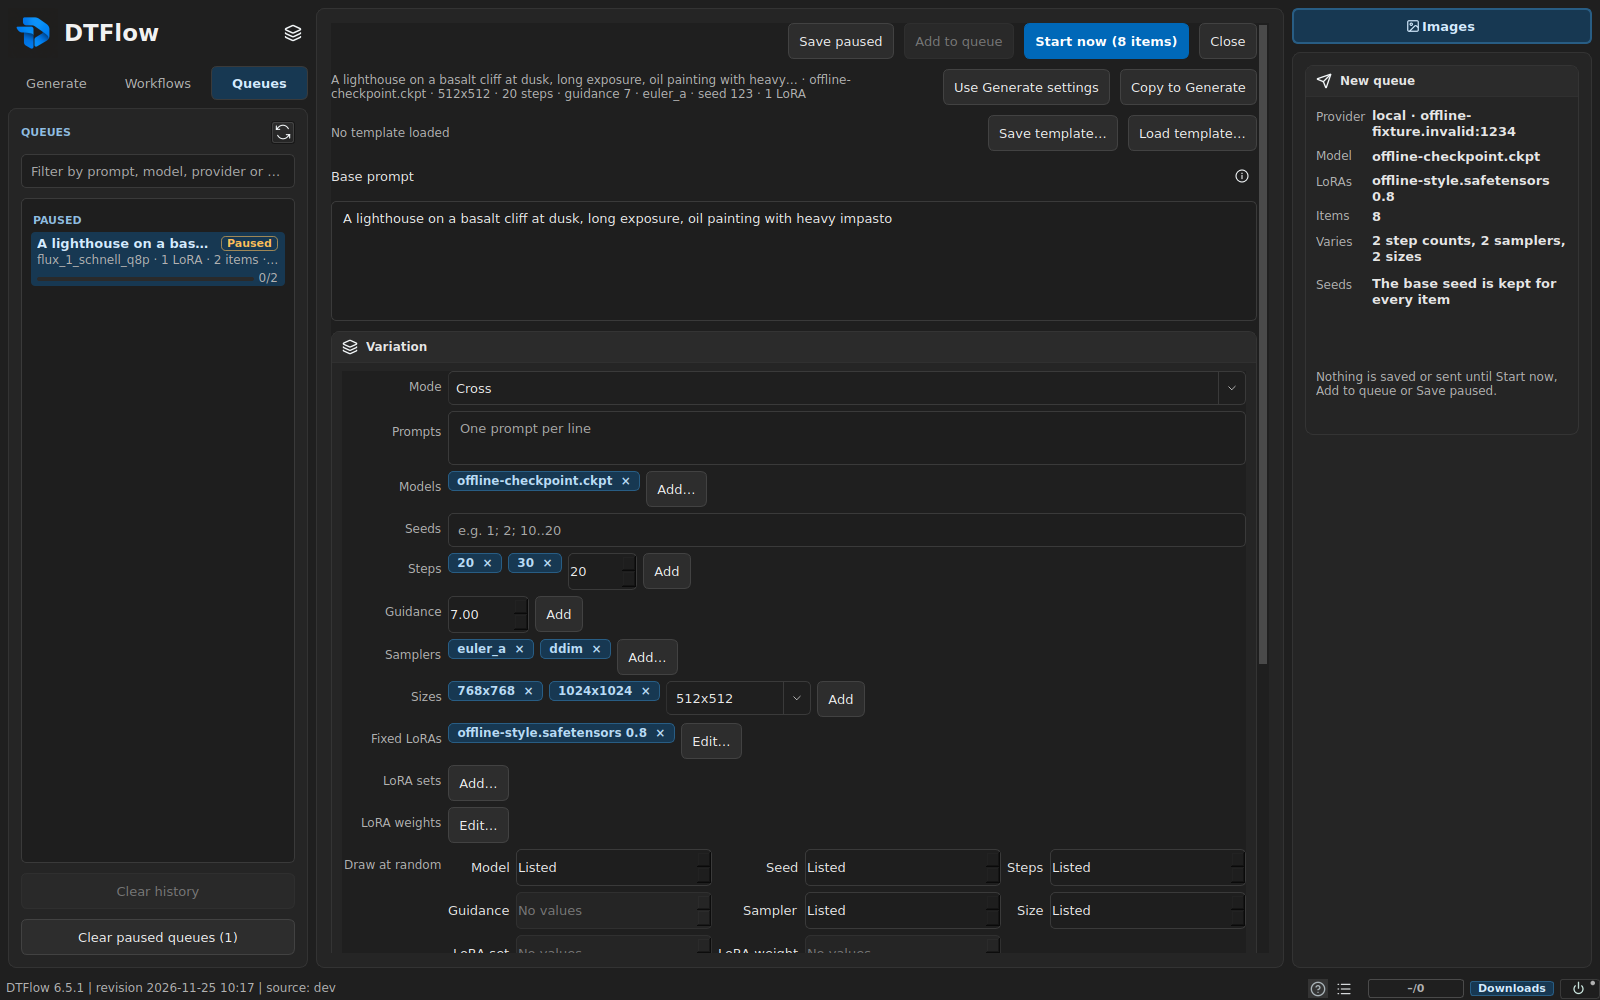 DTFlow
Generate
Workflows
Queues
QUEUES
Filter by prompt, model, provider or ...
PAUSED
A lighthouse on a bas...
Paused
flux_1_schnell_q8p · 1 LoRA · 2 items ·...
0/2
Clear history
Clear paused queues (1)
Save paused
Add to queue
Start now (8 items)
Close
A lighthouse on a basalt cliff at dusk, long exposure, oil painting with heavy... · offline-
checkpoint.ckpt · 512x512 · 20 steps · guidance 7 · euler_a · seed 123 · 1 LoRA
Use Generate settings
Copy to Generate
No template loaded
Save template...
Load template...
Base prompt
A lighthouse on a basalt cliff at dusk, long exposure, oil painting with heavy impasto
Variation
Mode
Cross
Prompts
One prompt per line
Models
offline-checkpoint.ckpt ×
Add...
Seeds
e.g. 1; 2; 10..20
Steps
20 ×
30 ×
20
Add
Guidance
7.00
Add
Samplers
euler_a ×
ddim ×
Add...
Sizes
768x768 ×
1024x1024 ×
512x512
Add
Fixed LoRAs
offline-style.safetensors 0.8 ×
Edit...
LoRA sets
Add...
LoRA weights
Edit...
Draw at random
Model
Listed
Seed
Listed
Steps
Listed
Guidance
No values
Sampler
Listed
Size
Listed
LoRA set
No values
LoRA weight
No values
Images
New queue
Provider
local · offline-
fixture.invalid:1234
Model
offline-checkpoint.ckpt
LoRAs
offline-style.safetensors
0.8
Items
8
Varies
2 step counts, 2 samplers,
2 sizes
Seeds
The base seed is kept for
every item
Nothing is saved or sent until Start now,
Add to queue or Save paused.
DTFlow 6.5.1 | revision 2026-11-25 10:17 | source: dev
-/0
Downloads